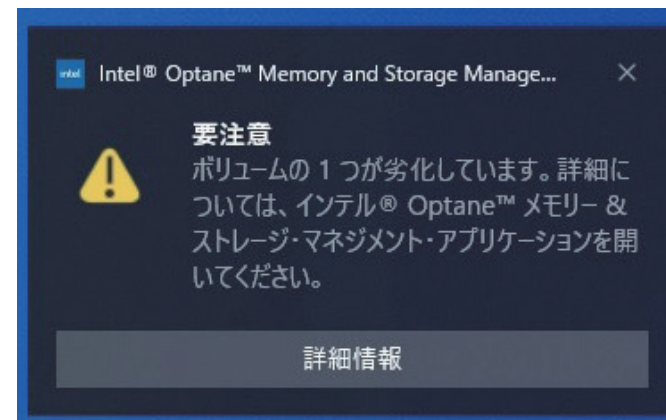 intel Intel® Optane™ Memory and Storage Manage...
要注意
ボリュームの 1 つが劣化しています。詳細に
ついては、インテル® Optane™ メモリー &
ストレージ・マネジメント・アプリケーションを開
いてください。
詳細情報